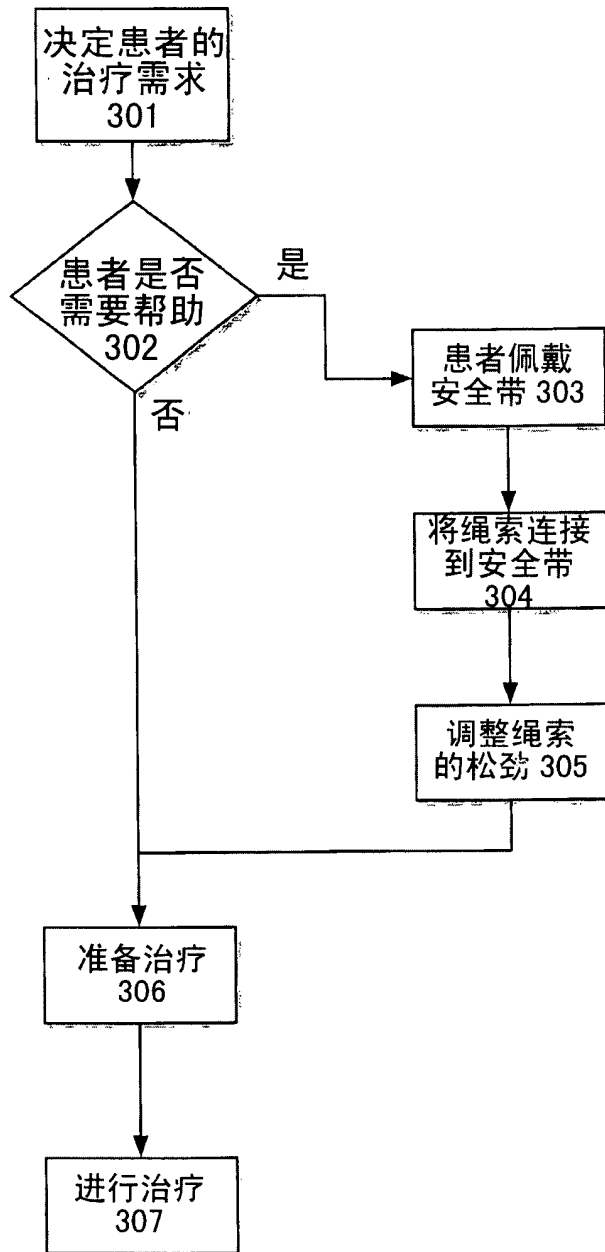 决定患者的
治疗需求
301
患者是否
需要帮助
302
是
否
患者佩戴
安全带 303
将绳索连接
到安全带
304
调整绳索
的松劲 305
准备治疗
306
进行治疗
307